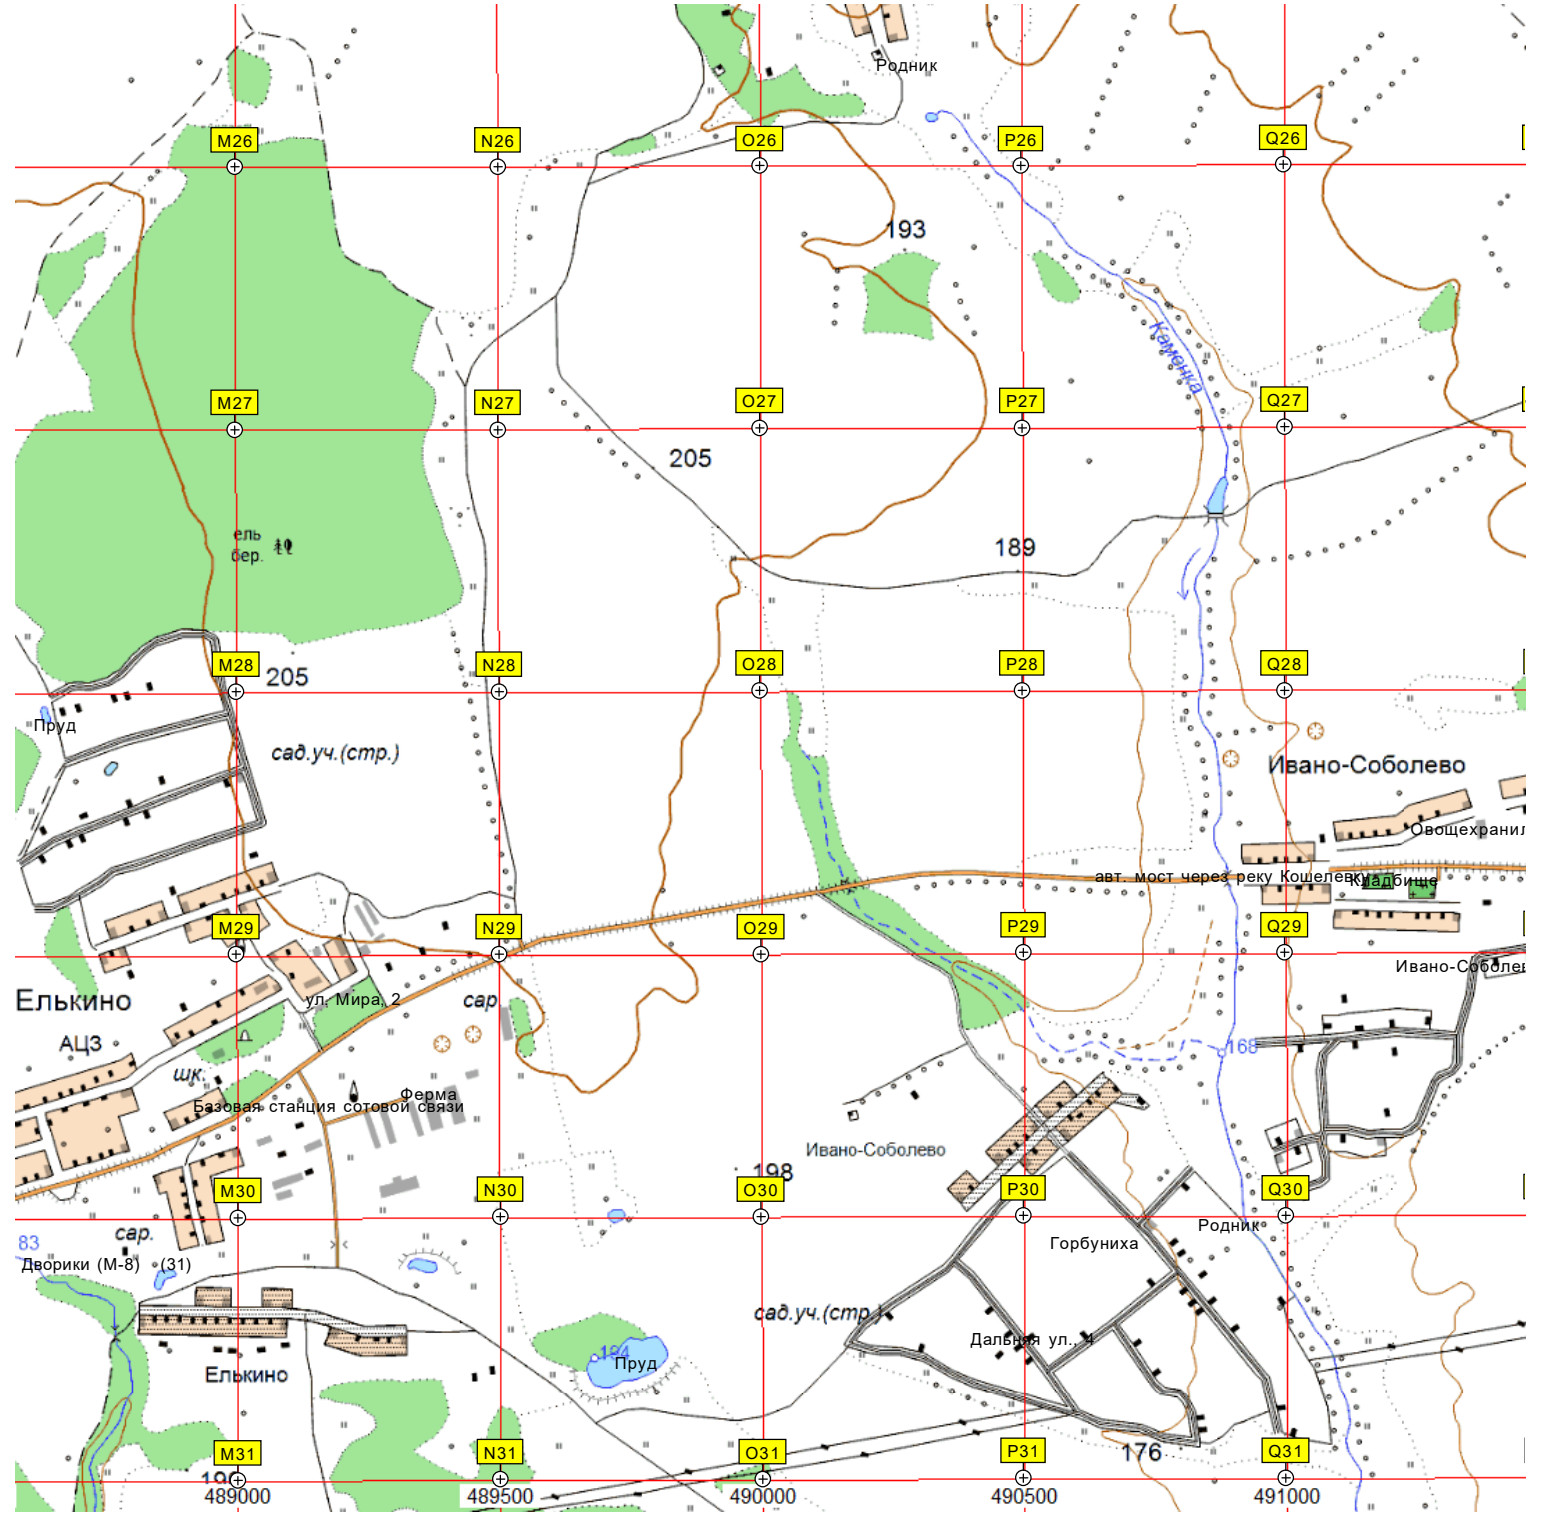 Родник
M26
N26
O26
P26
Q26
193
Каменка
M27
N27
O27
P27
Q27
205
ель
бер.
189
M28
N28
O28
P28
Q28
205
Пруд
сад.уч.(стр.)
Ивано-Соболево
Овощехранил
авт. мост через реку Кошелевку
Кладбище
M29
N29
O29
P29
Q29
Ивано-Соболев
Елькино
ул. Мира, 2
сар.
АЦЗ
168
шк.
Ферма
Базовая станция сотовой связи
Ивано-Соболево
198
M30
N30
O30
P30
Q30
сар.
Родник
83
Горбуниха
Дворики (М-8) (31)
сад.уч.(стр.)
Дальняя ул., 4
194
Пруд
Елькино
M31
N31
O31
P31
Q31
176
489000
489500
490000
490500
491000